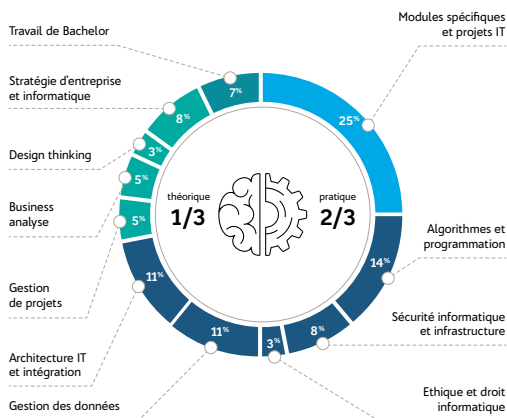 Travail de Bachelor
7%
Stratégie d'entreprise
et informatique
8%
Design thinking
3%
Business
analyse
5%
Gestion
de projets
5%
Architecture IT
et intégration
11%
Gestion des données
11%
théorique
1/3
pratique
2/3
Modules spécifiques
et projets IT
25%
Algorithmes et
programmation
14%
Sécurité informatique
et infrastructure
8%
Ethique et droit
informatique
3%